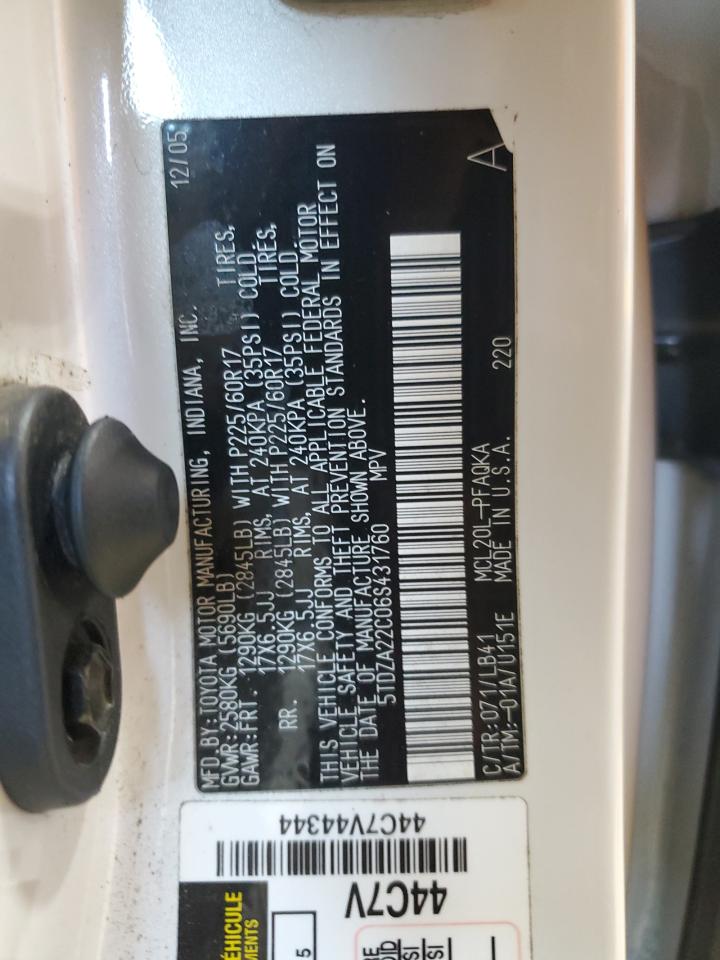 MFD.BY:TOYOTA MOTOR MANUFACTURING, INDIANA, INC. 12/05
GVWR:2580KG (5690LB)
GAWR:FRT. 1290KG (2845LB) WITH P225/60R17 TIRES,
17X6.5JJ RIMS, AT 240KPA (35PSI) COLD
RR. 1290KG (2845LB) WITH P225/60R17 TIRES,
17X6.5JJ RIMS, AT 240KPA (35PSI) COLD
THIS VEHICLE CONFORMS TO ALL APPLICABLE FEDERAL MOTOR
VEHICLE SAFETY AND THEFT PREVENTION STANDARDS IN EFFECT ON
THE DATE OF MANUFACTURE SHOWN ABOVE.
5TDZA22C06S431760 MPV
C/TR:071/LB41 MCL20L-PFAQKA 220 A
A/TM:-01A/U151E MADE IN U.S.A.
44C7V44344
44C7V
ÉHICULE
EMENTS
5